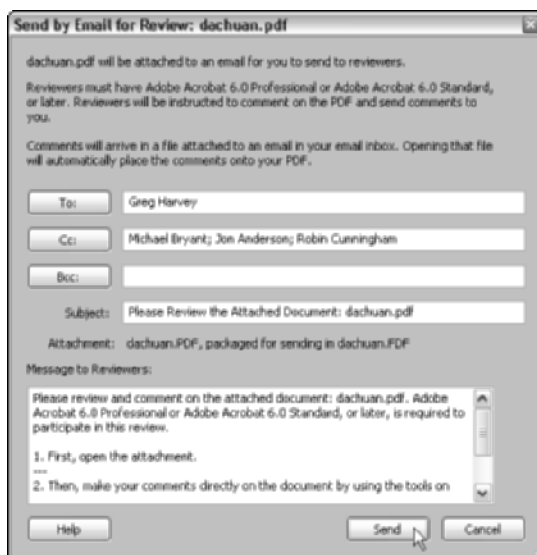 Send by Email for Review: dachuan.pdf
dachuan.pdf will be attached to an email for you to send to reviewers.
Reviewers must have Adobe Acrobat 6.0 Professional or Adobe Acrobat 6.0 Standard,
or later. Reviewers will be instructed to comment on the PDF and send comments to
you.
Comments will arrive in a file attached to an email in your email inbox. Opening that file
will automatically place the comments onto your PDF.
To: Greg Harvey
Cc: Michael Bryant; Jon Anderson; Robin Cunningham
Bcc:
Subject: Please Review the Attached Document: dachuan.pdf
Attachment: dachuan.PDF, packaged for sending in dachuan.FDF
Message to Reviewers:
Please review and comment on the attached document: dachuan.pdf. Adobe
Acrobat 6.0 Professional or Adobe Acrobat 6.0 Standard, or later, is required to
participate in this review.
1. First, open the attachment.
---
2. Then, make your comments directly on the document by using the tools on
Help Send Cancel